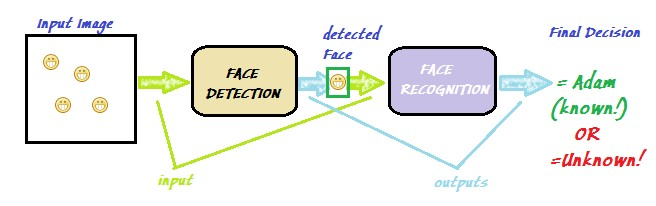 Input Image
FACE
DETECTION
detected
Face
FACE
RECOGNITION
Final Decision
= Adam
(known!)
OR
=Unknown!
input
outputs